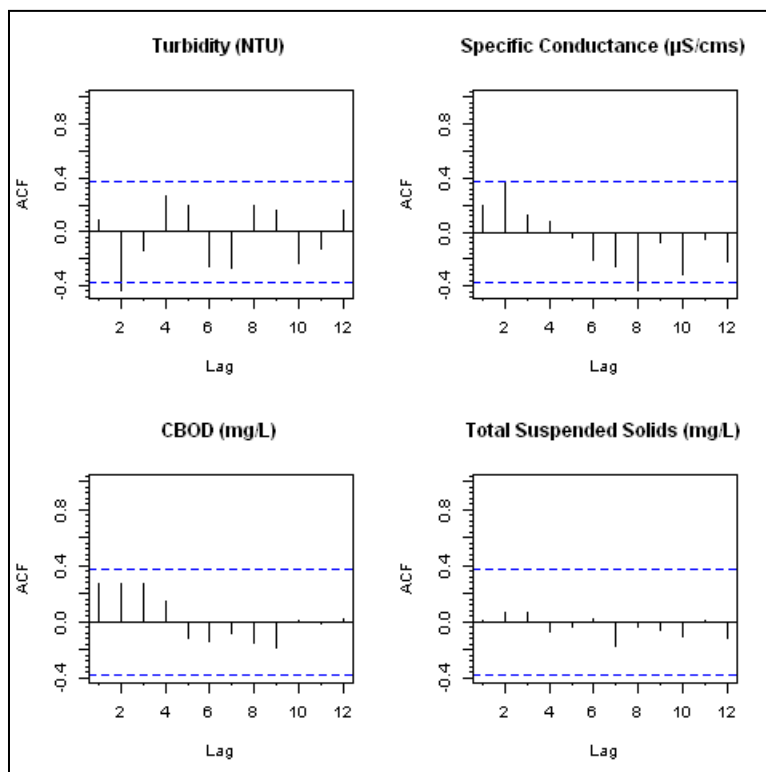 Turbidity (NTU)
ACF
0.8
0.4
0.0
-0.4
2 4 6 8 10 12
Lag
Specific Conductance (µS/cms)
ACF
0.8
0.4
0.0
-0.4
2 4 6 8 10 12
Lag
CBOD (mg/L)
ACF
0.8
0.4
0.0
-0.4
2 4 6 8 10 12
Lag
Total Suspended Solids (mg/L)
ACF
0.8
0.4
0.0
-0.4
2 4 6 8 10 12
Lag